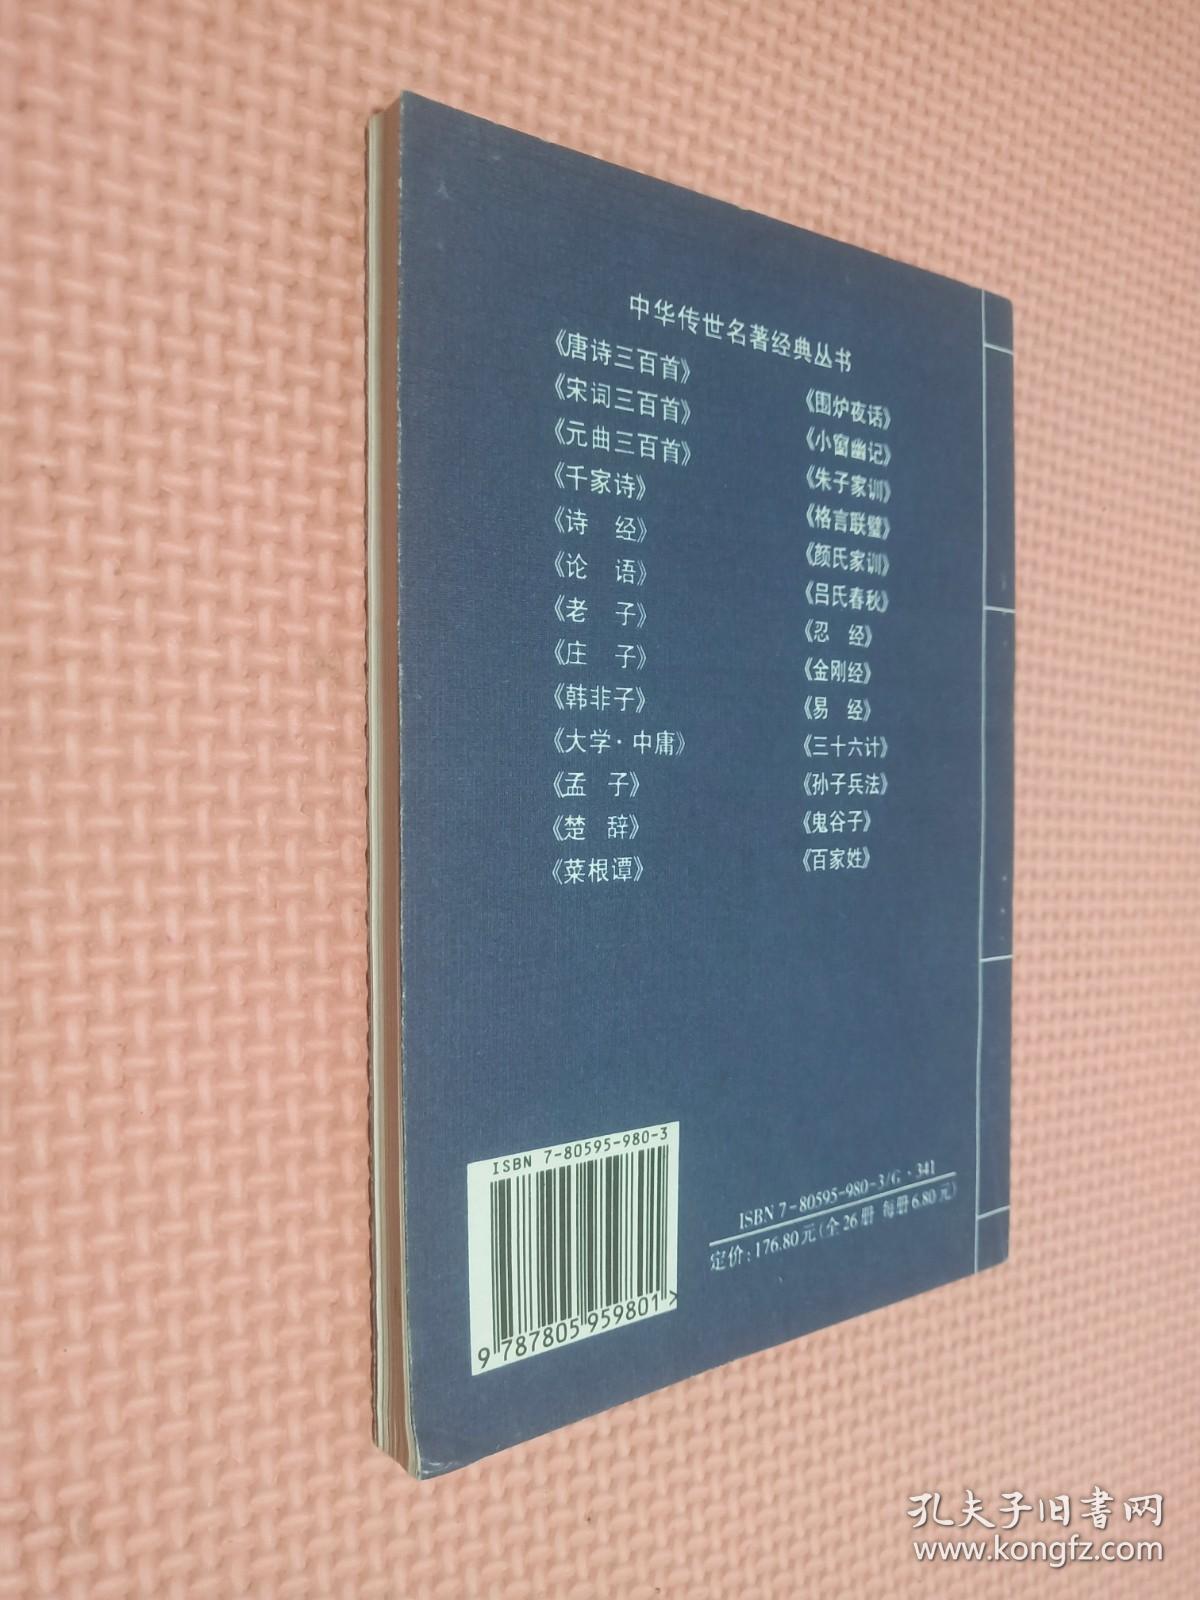 中华传世名著经典丛书
《唐诗三百首》
《宋词三百首》
《元曲三百首》
《千家诗》
《诗 经》
《论 语》
《老 子》
《庄 子》
《韩非子》
《大学·中庸》
《孟 子》
《楚 辞》
《菜根谭》
《围炉夜话》
《小窗幽记》
《朱子家训》
《格言联璧》
《颜氏家训》
《吕氏春秋》
《忍 经》
《金刚经》
《易 经》
《三十六计》
《孙子兵法》
《鬼谷子》
《百家姓》
ISBN 7-80595-980-3
9 787805 959801 >
ISBN 7-80595-980-3/G·341
定价:176.80元(全26册 每册6.80元)
孔夫子旧书网
www.kongfz.com